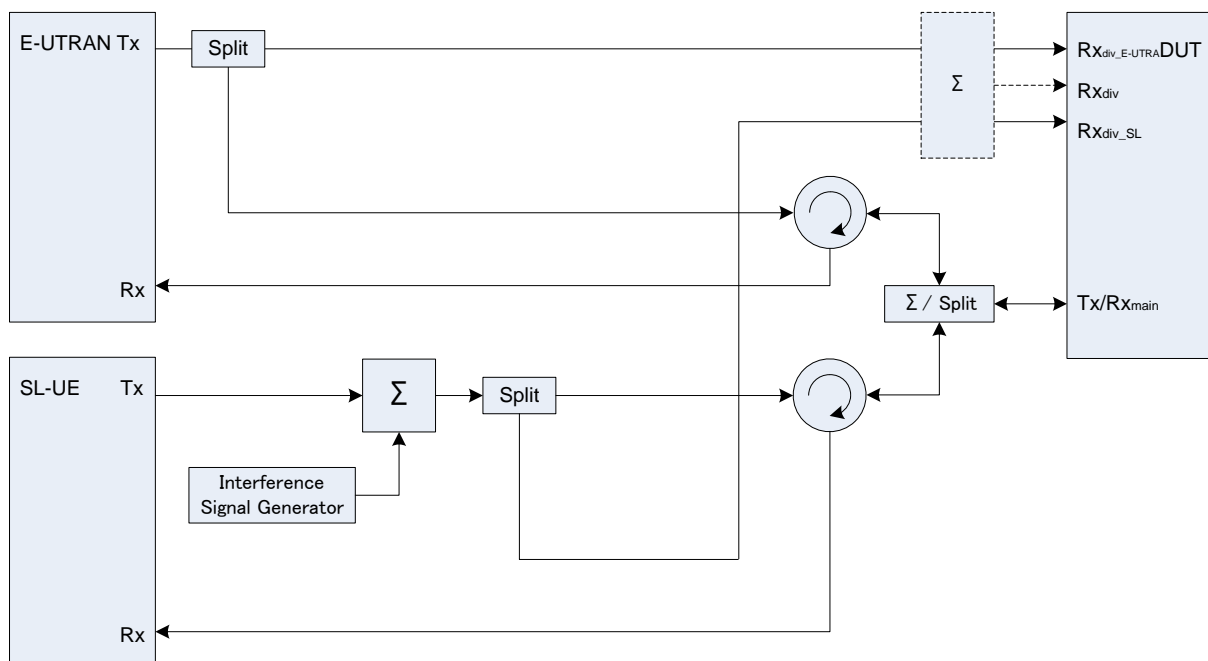 E-UTRAN Tx
Split
Σ
Rxdiv_E-UTRADUT
Rxdiv
Rxdiv_SL
Rx
Σ / Split
Tx/Rxmain
SL-UE Tx
Σ
Split
Interference
Signal Generator
Rx